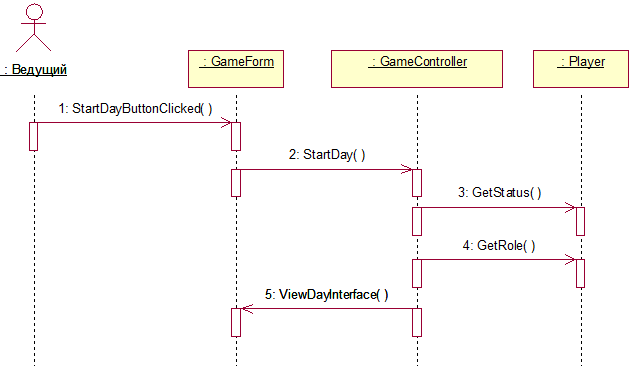 : Ведущий
: GameForm
: GameController
: Player
1: StartDayButtonClicked( )
2: StartDay( )
3: GetStatus( )
4: GetRole( )
5: ViewDayInterface( )